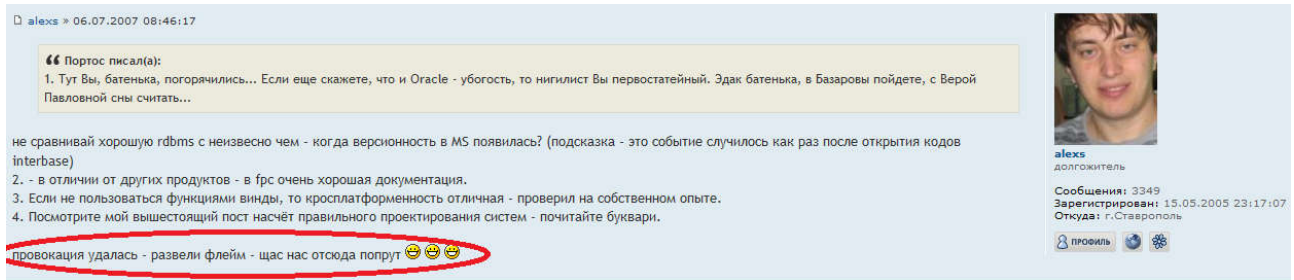 alexs » 06.07.2007 08:46:17
Портос писал(а):
1. Тут Вы, батенька, погорячились... Если еще скажете, что и Oracle - убогость, то нигилист Вы первостатейный. Эдак батенька, в Базаровы пойдете, с Верой
Павловной сны считать...
не сравнивай хорошую rdbms с неизвесно чем - когда версионность в MS появилась? (подсказка - это событие случилось как раз после открытия кодов
interbase)
2. - в отличии от других продуктов - в fpc очень хорошая документация.
3. Если не пользоваться функциями винды, то кросплатформенность отличная - проверил на собственном опыте.
4. Посмотрите мой вышестоящий пост насчёт правильного проектирования систем - почитайте буквари.
провокация удалась - развели флейм - щас нас отсюда попрут
alexs
долгожитель
Сообщения: 3349
Зарегистрирован: 15.05.2005 23:17:07
Откуда: г.Ставрополь
ПРОФИЛЬ